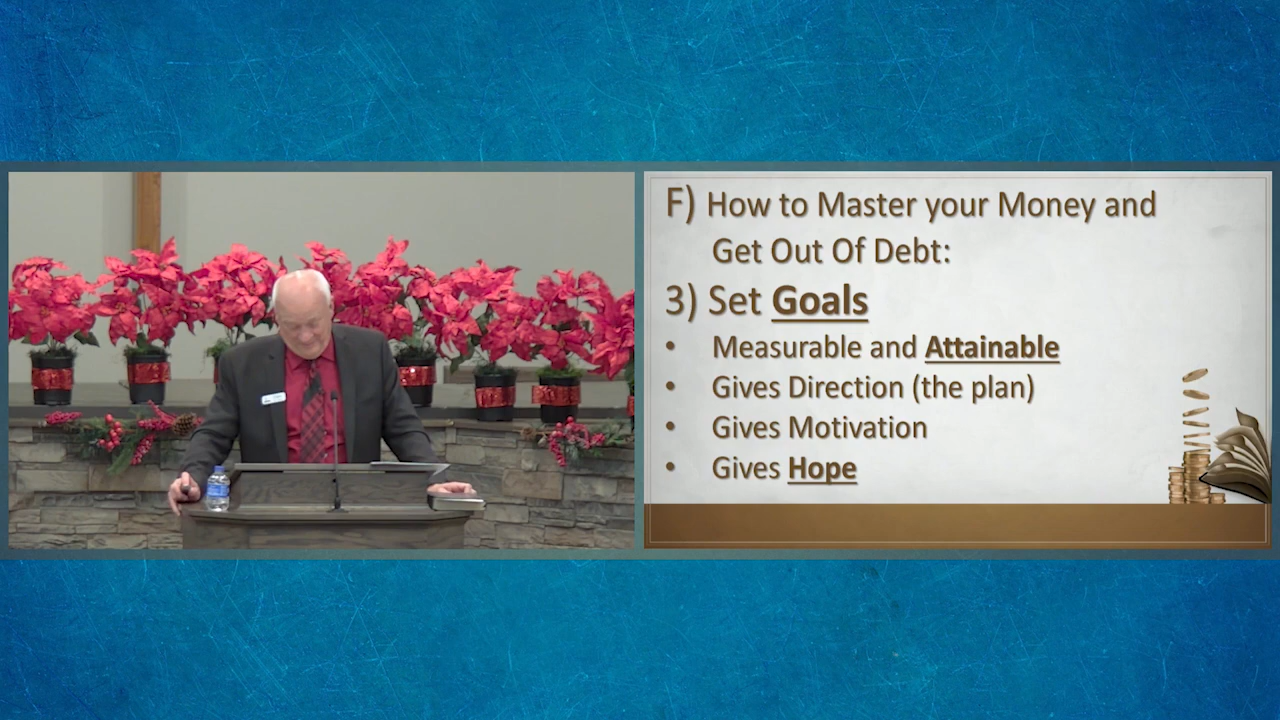 F) How to Master your Money and
Get Out Of Debt:
3) Set Goals
• Measurable and Attainable
• Gives Direction (the plan)
• Gives Motivation
• Gives Hope